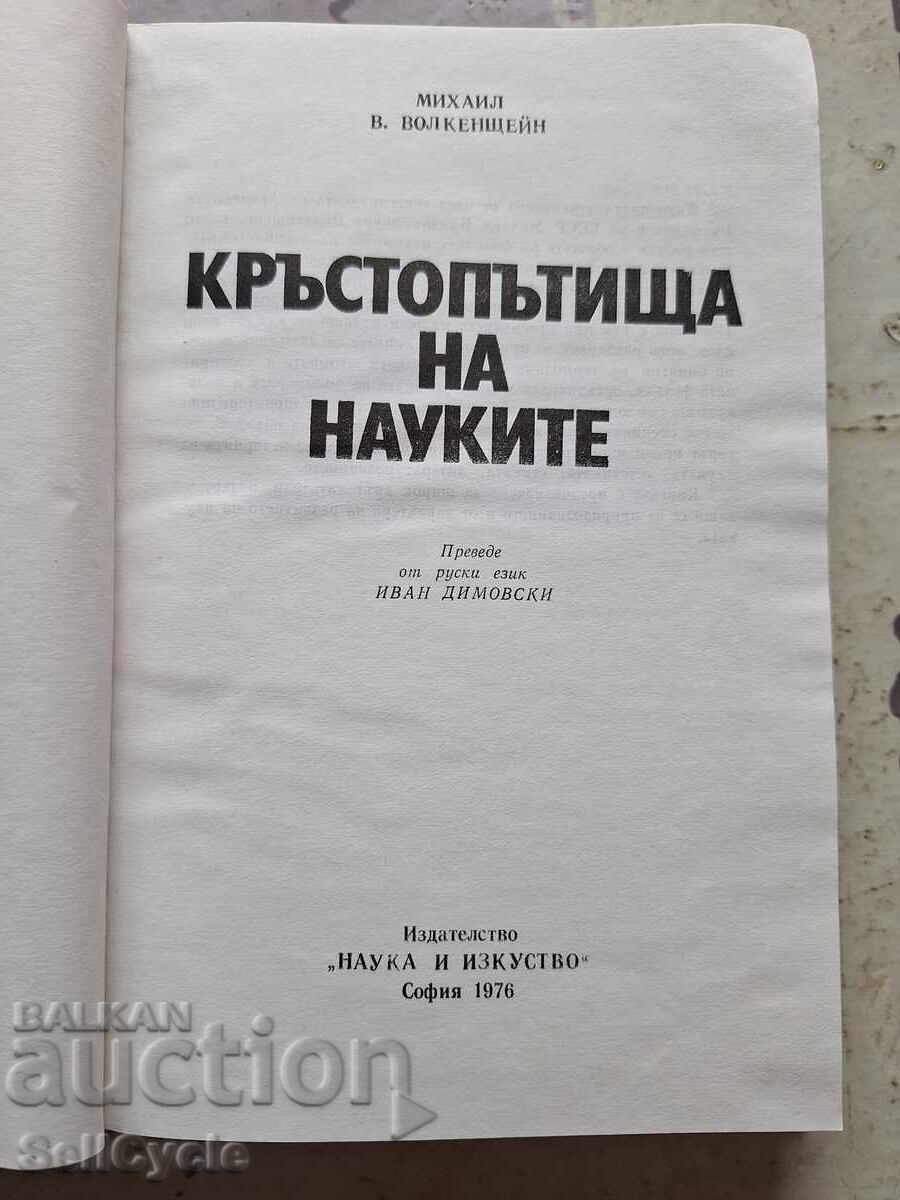 МИХАИЛ
В. ВОЛКЕНЩЕЙН
КРЪСТОПЪТИЩА
НА
НАУКИТЕ
Преведе
от руски език
ИВАН ДИМОВСКИ
Издателство
„НАУКА И ИЗКУСТВО“
София 1976
BALKAN
auction
SellCycle